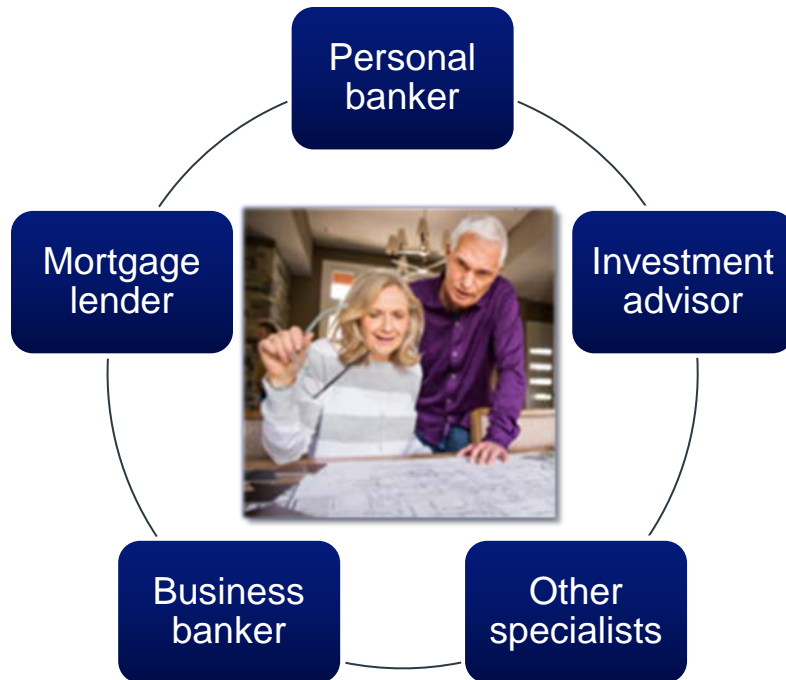 Personal
banker
Investment
advisor
Other
specialists
Business
banker
Mortgage
lender